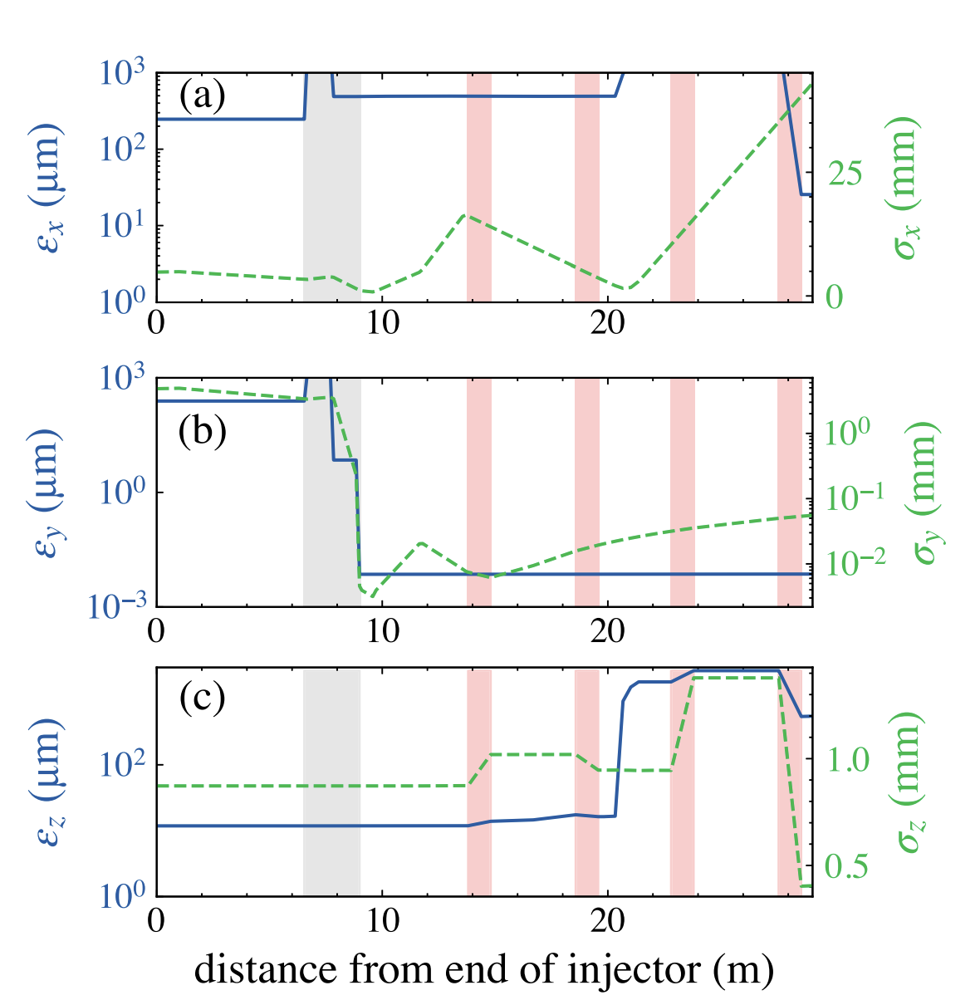 (a)
10³
10²
10¹
10⁰
εₓ (μm)
25
0
σₓ (mm)
0 10 20
(b)
10³
10⁰
10⁻³
ε_y (μm)
10⁰
10⁻¹
10⁻²
σ_y (mm)
0 10 20
(c)
10²
10⁰
ε_z (μm)
1.0
0.5
σ_z (mm)
0 10 20
distance from end of injector (m)